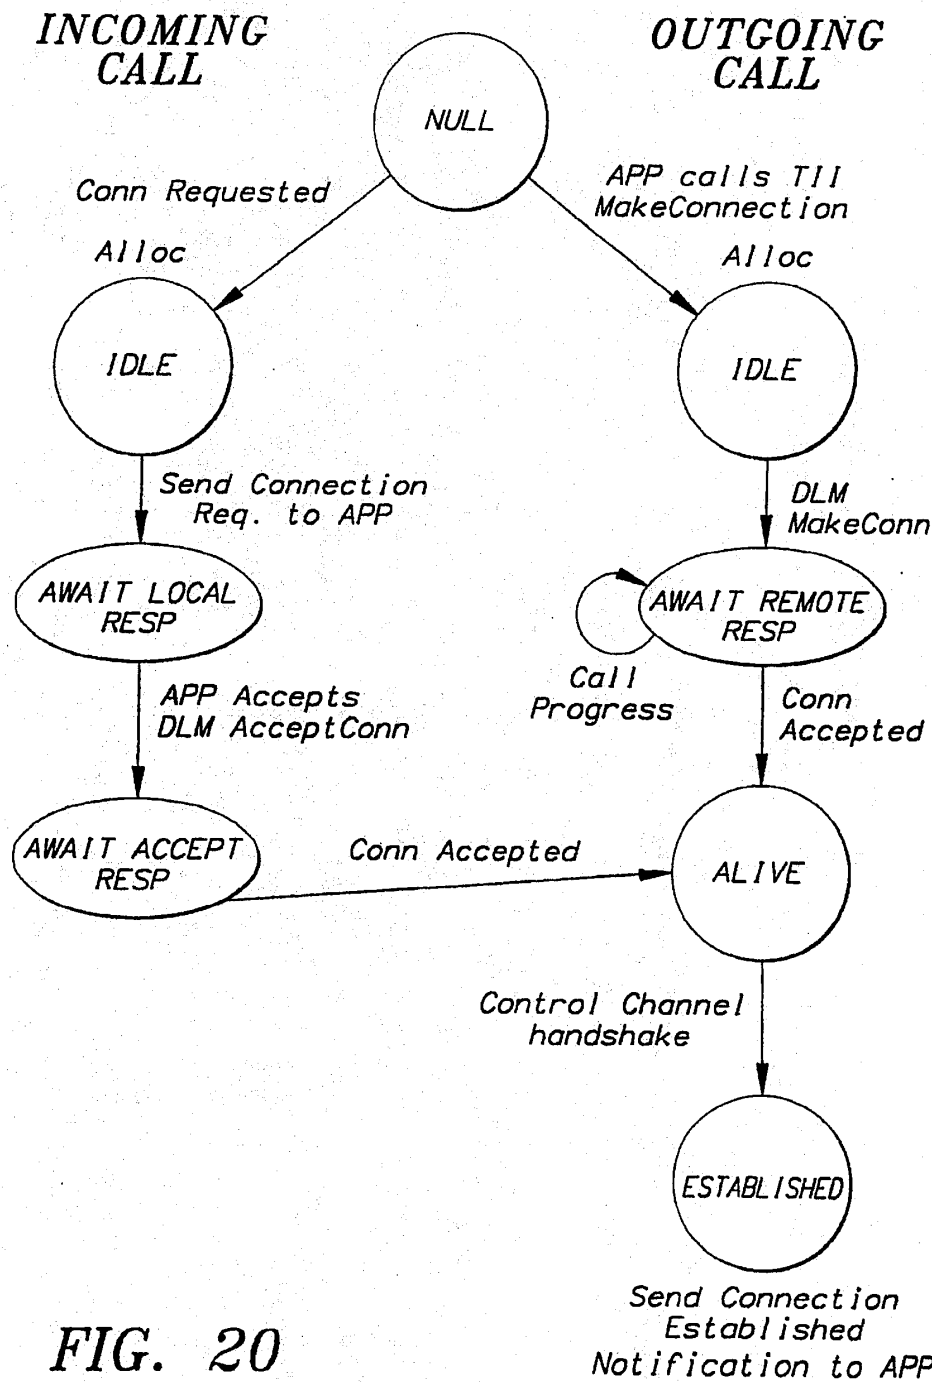 INCOMING
CALL
OUTGOING
CALL
NULL
Conn Requested
APP calls TII
MakeConnection
Alloc
Alloc
IDLE
IDLE
Send Connection
Req. to APP
DLM
MakeConn
AWAIT LOCAL
RESP
AWAIT REMOTE
RESP
Call
Progress
APP Accepts
DLM AcceptConn
Conn
Accepted
AWAIT ACCEPT
RESP
Conn Accepted
ALIVE
Control Channel
handshake
ESTABLISHED
Send Connection
Established
Notification to APP
FIG. 20